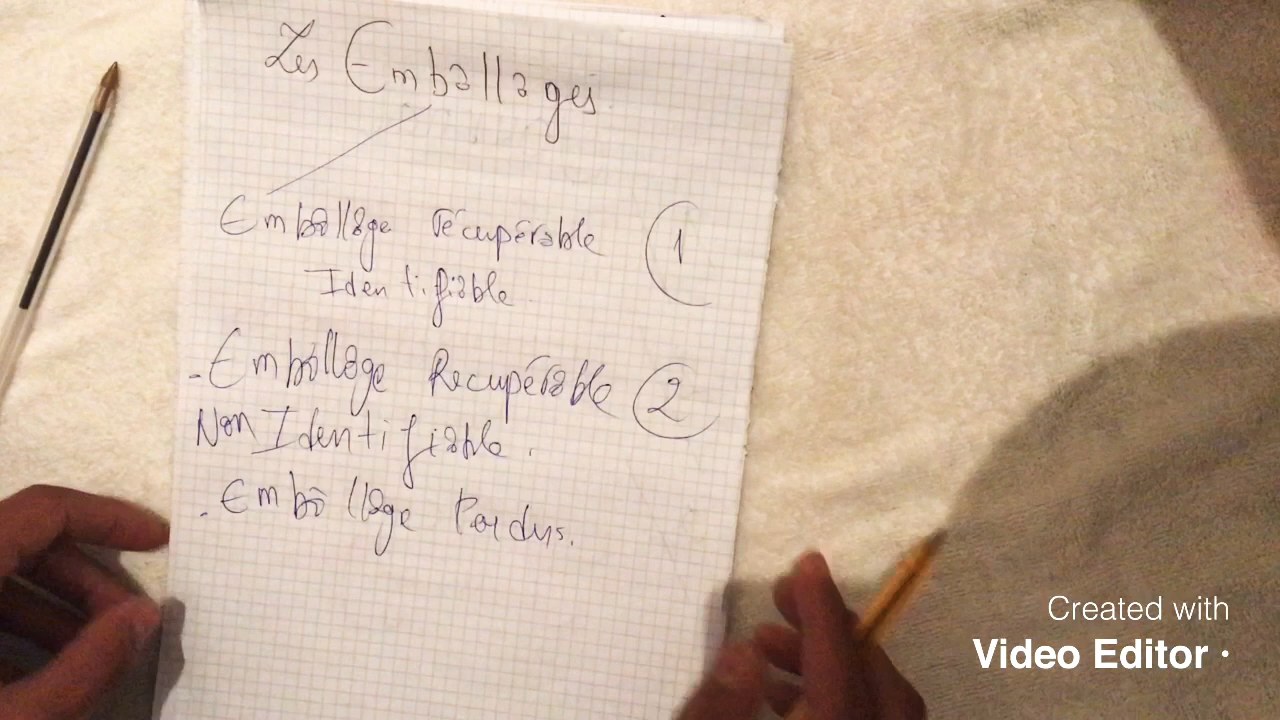 Les Emballages
Emballage récupérable
Identifiable.
1
- Emballage Recupérable
2
Non Identifiable.
. Emballage Perdus.
Created with
Video Editor